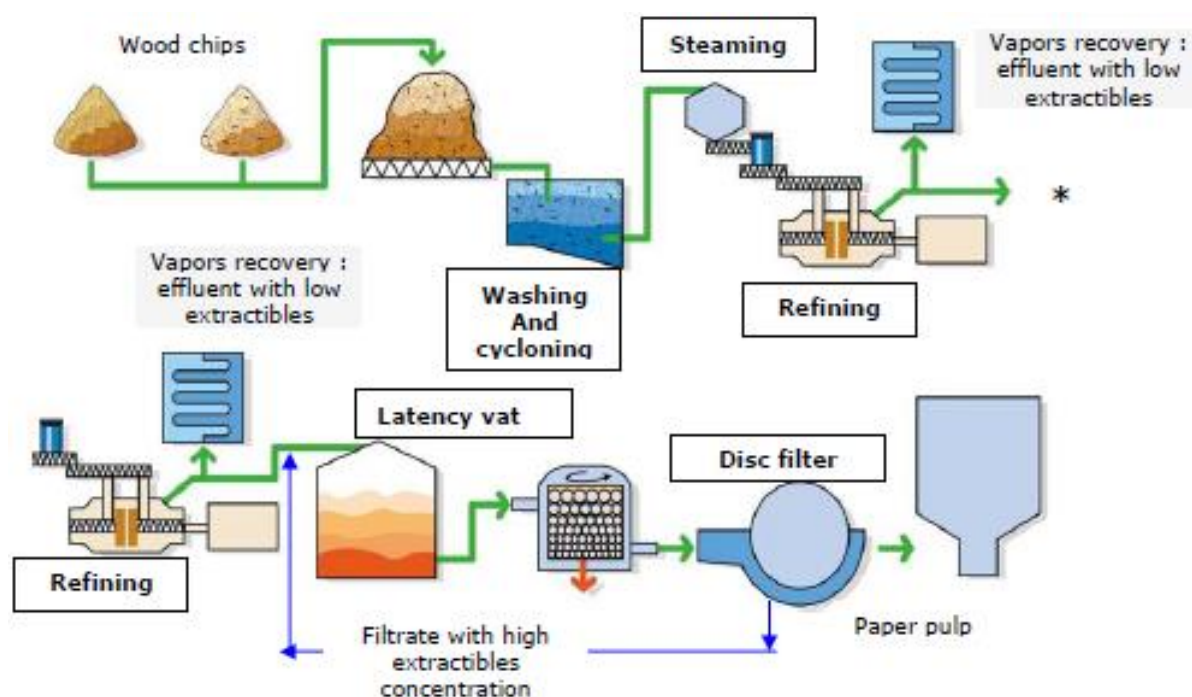 Wood chips
Steaming
Vapors recovery :
effluent with low
extractibles
*
Vapors recovery :
effluent with low
extractibles
Washing
And
cycloning
Refining
Latency vat
Disc filter
Refining
Filtrate with high
extractibles
concentration
Paper pulp